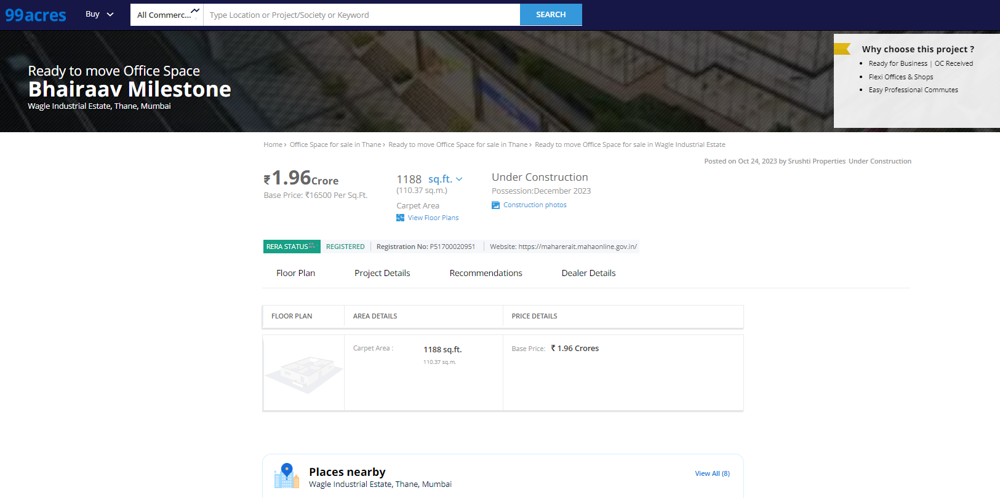 99acres
Buy
All Commerc...
Type Location or Project/Society or Keyword
SEARCH
Ready to move Office Space
Bhairaav Milestone
Wagle Industrial Estate, Thane, Mumbai
Why choose this project ?
Ready for Business | OC Received
Flexi Offices & Shops
Easy Professional Commutes
Home › Office Space for sale in Thane › Ready to move Office Space for sale in Thane › Ready to move Office Space for sale in Wagle Industrial Estate
Posted on Oct 24, 2023 by Srushti Properties Under Construction
₹1.96Crore
Base Price: ₹16500 Per Sq.Ft.
1188 sq.ft.
(110.37 sq.m.)
Carpet Area
View Floor Plans
Under Construction
Possession:December 2023
Construction photos
RERA STATUS REGISTERED Registration No: P51700020951 Website: https://maharerait.mahaonline.gov.in/
Floor Plan Project Details Recommendations Dealer Details
FLOOR PLAN AREA DETAILS PRICE DETAILS
Carpet Area : 1188 sq.ft.
110.37 sq.m.
Base Price: ₹ 1.96 Crores
Places nearby
Wagle Industrial Estate, Thane, Mumbai
View All (8)